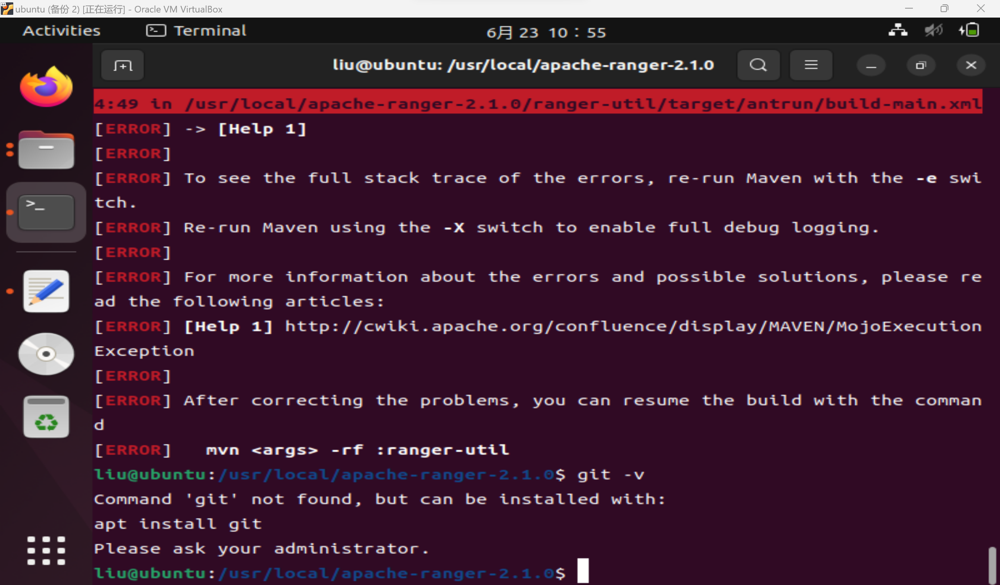 64
ubuntu (备份 2) [正在运行] - Oracle VM VirtualBox
Activities
Terminal
6月 23 10：55
liu@ubuntu: /usr/local/apache-ranger-2.1.0
4:49 in /usr/local/apache-ranger-2.1.0/ranger-util/target/antrun/build-main.xml
[ERROR] -> [Help 1]
[ERROR]
[ERROR] To see the full stack trace of the errors, re-run Maven with the -e swi
tch.
[ERROR] Re-run Maven using the -X switch to enable full debug logging.
[ERROR]
[ERROR] For more information about the errors and possible solutions, please re
ad the following articles:
[ERROR] [Help 1] http://cwiki.apache.org/confluence/display/MAVEN/MojoExecution
Exception
[ERROR]
[ERROR] After correcting the problems, you can resume the build with the comman
d
[ERROR]   mvn <args> -rf :ranger-util
liu@ubuntu:/usr/local/apache-ranger-2.1.0$ git -v
Command 'git' not found, but can be installed with:
apt install git
Please ask your administrator.
liu@ubuntu:/usr/local/apache-ranger-2.1.0$